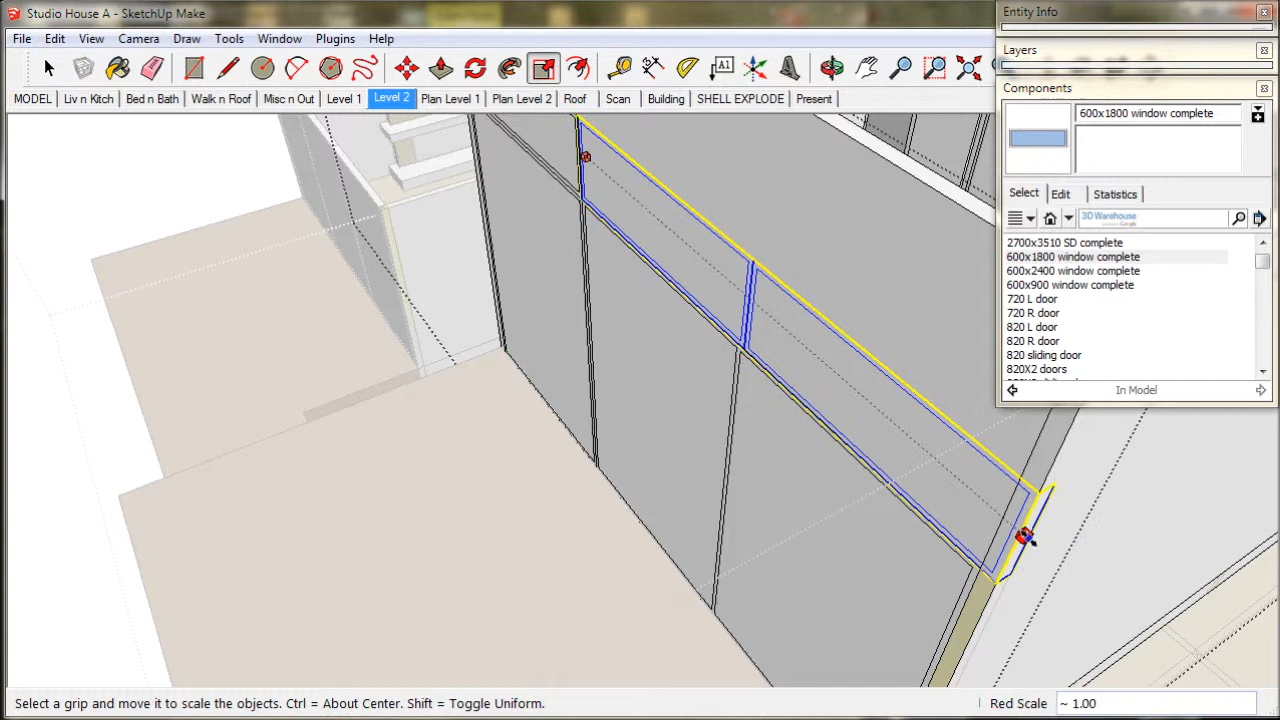 Studio House A - SketchUp Make
File Edit View Camera Draw Tools Window Plugins Help
MODEL Liv n Kitch Bed n Bath Walk n Roof Misc n Out Level 1 Level 2 Plan Level 1 Plan Level 2 Roof Scan Building SHELL EXPLODE Present
Entity Info
Layers
Components
600x1800 window complete
Select Edit Statistics
3D Warehouse
2700x3510 SD complete
600x1800 window complete
600x2400 window complete
600x900 window complete
720 L door
720 R door
820 L door
820 R door
820 sliding door
820X2 doors
In Model
Select a grip and move it to scale the objects. Ctrl = About Center. Shift = Toggle Uniform.
Red Scale ~ 1.00